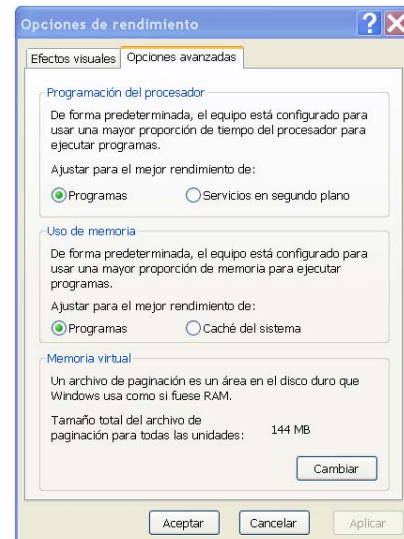 Opciones de rendimiento
Efectos visuales
Opciones avanzadas
Programación del procesador
De forma predeterminada, el equipo está configurado para
usar una mayor proporción de tiempo del procesador para
ejecutar programas.
Ajustar para el mejor rendimiento de:
Programas
Servicios en segundo plano
Uso de memoria
De forma predeterminada, el equipo está configurado para
usar una mayor proporción de memoria para ejecutar
programas.
Ajustar para el mejor rendimiento de:
Programas
Caché del sistema
Memoria virtual
Un archivo de paginación es un área en el disco duro que
Windows usa como si fuese RAM.
Tamaño total del archivo de
paginación para todas las unidades:
144 MB
Cambiar
Aceptar
Cancelar
Aplicar